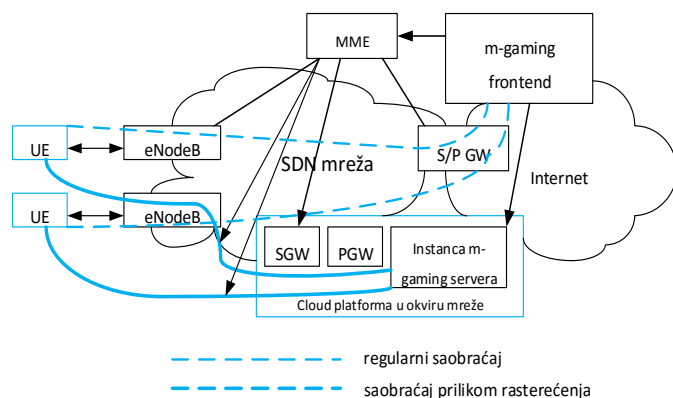 MME
m-gaming
frontend
UE
eNodeB
SDN mreža
S/P GW
Internet
UE
eNodeB
SGW
PGW
Instanca m-
gaming servera
Cloud platforma u okviru mreže
regularni saobraćaj
saobraćaj prilikom rasterećenja